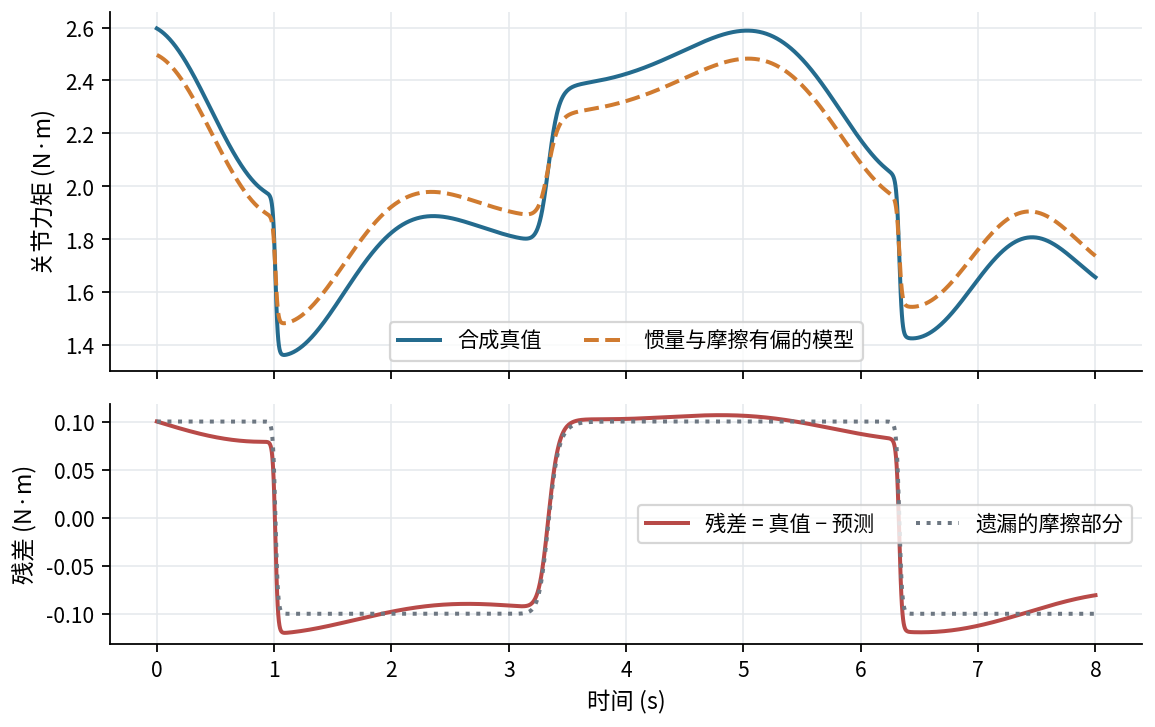 2.6
2.4
2.2
2.0
1.8
1.6
1.4
关节力矩 (N·m)
合成真值
惯量与摩擦有偏的模型
0.10
0.05
0.00
-0.05
-0.10
残差 (N·m)
残差 = 真值 − 预测
遗漏的摩擦部分
0 1 2 3 4 5 6 7 8
时间 (s)